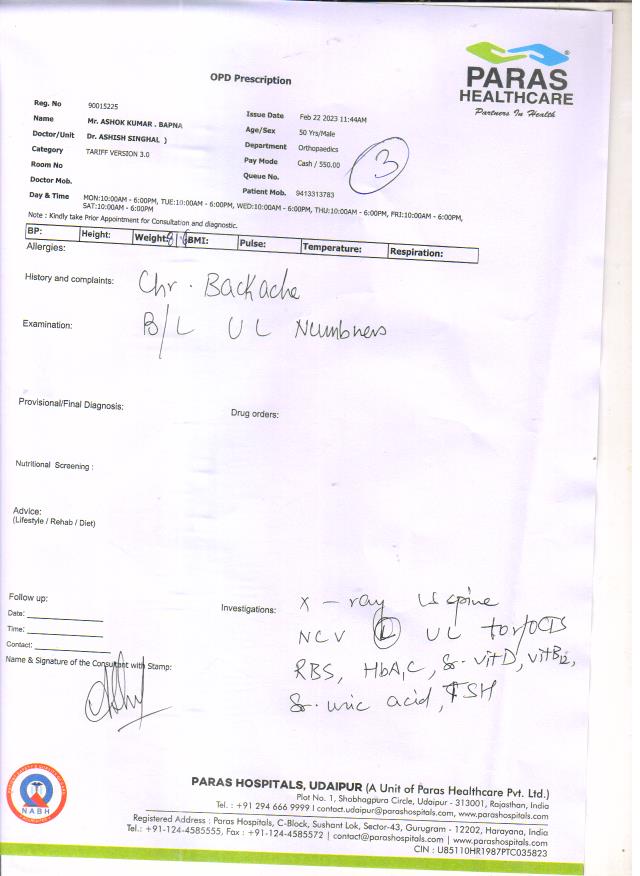 PARAS
HEALTHCARE
Partners In Health
OPD Prescription
Reg. No 90015225
Issue Date Feb 22 2023 11:44AM
Name Mr. ASHOK KUMAR . BAPNA
Age/Sex 50 Yrs/Male
Doctor/Unit Dr. ASHISH SINGHAL )
Department Orthopaedics
Category TARIFF VERSION 3.0
Pay Mode Cash / 550.00
3
Room No
Queue No.
Doctor Mob.
Patient Mob. 9413313783
Day & Time MON:10:00AM - 6:00PM, TUE:10:00AM - 6:00PM, WED:10:00AM - 6:00PM, THU:10:00AM - 6:00PM, FRI:10:00AM - 6:00PM,
SAT:10:00AM - 6:00PM
Note : Kindly take Prior Appointment for Consultation and diagnostic.
BP: Height: Weight: BMI: Pulse: Temperature: Respiration:
Allergies:
History and complaints: Chr. Backache
Examination: B/L UL Numbness
Provisional/Final Diagnosis:
Drug orders:
Nutritional Screening :
Advice:
(Lifestyle / Rehab / Diet)
Follow up:
Date:
Time:
Contact:
Name & Signature of the Consultant with Stamp:
Investigations: X-ray LS spine
NCV L UL for/OCTS
RBS, HbA1C, Sr. Vit D, Vit B12,
Sr. uric acid, TSH
NABH
PARAS HOSPITALS, UDAIPUR (A Unit of Paras Healthcare Pvt. Ltd.)
Plot No. 1, Shobhagpura Circle, Udaipur - 313001, Rajasthan, India
Tel. : +91 294 666 9999 I contact.udaipur@parashospitals.com, www.parashospitals.com
Registered Address : Paras Hospitals, C-Block, Sushant Lok, Sector-43, Gurugram - 12202, Harayana, India
Tel.: +91-124-4585555, Fax : +91-124-4585572 | contact@parashospitals.com | www.parashospitals.com
CIN : U85110HR1987PTC035823